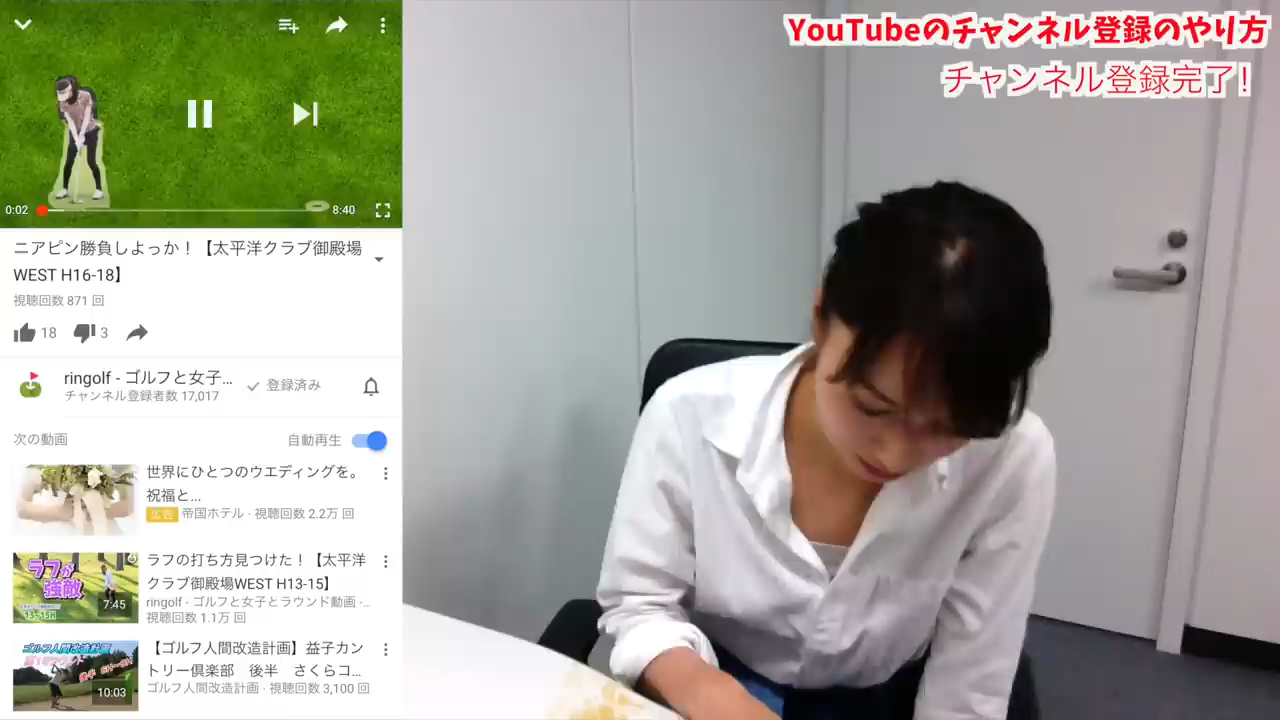 YouTubeのチャンネル登録のやり方
チャンネル登録完了!
0:02
8:40
ニアピン勝負しよっか！【太平洋クラブ御殿場
WEST H16-18】
視聴回数 871 回
18
3
ringolf - ゴルフと女子...
登録済み
チャンネル登録者数 17,017
次の動画
自動再生
世界にひとつのウエディングを。
祝福と...
広告 帝国ホテル · 視聴回数 2.2万 回
ラフの打ち方見つけた！【太平洋
クラブ御殿場WEST H13-15】
ringolf - ゴルフと女子とラウンド動画 -...
視聴回数 1.1万 回
ラフが
強敵
7:45
【ゴルフ人間改造計画】益子カン
トリー倶楽部　後半　さくらコ...
ゴルフ人間改造計画 · 視聴回数 3,100 回
ゴルフ人間改造計画
10:03